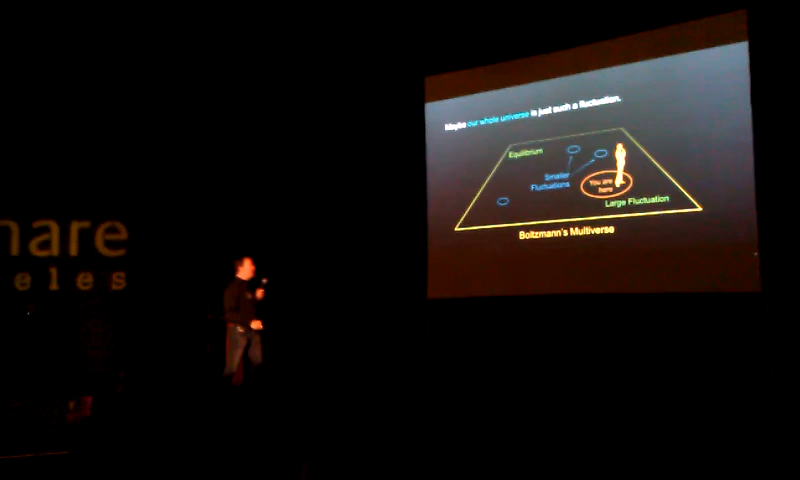 hare
eles
Maybe our whole universe is just such a fluctuation.
Equilibrium
Smaller
Fluctuations
You are
here
Large Fluctuation
Boltzmann's Multiverse